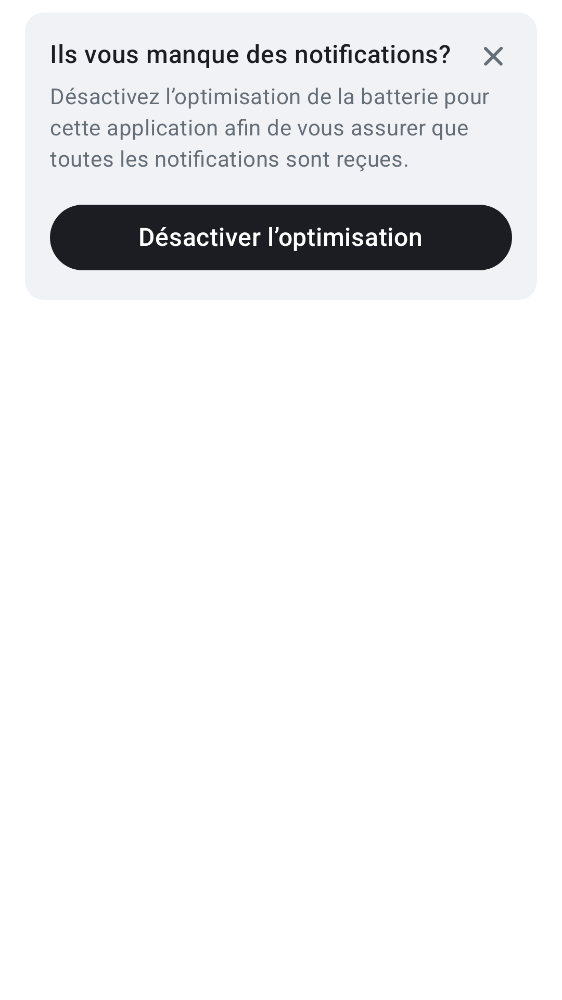 Ils vous manque des notifications?
Désactivez l’optimisation de la batterie pour
cette application afin de vous assurer que
toutes les notifications sont reçues.
Désactiver l’optimisation